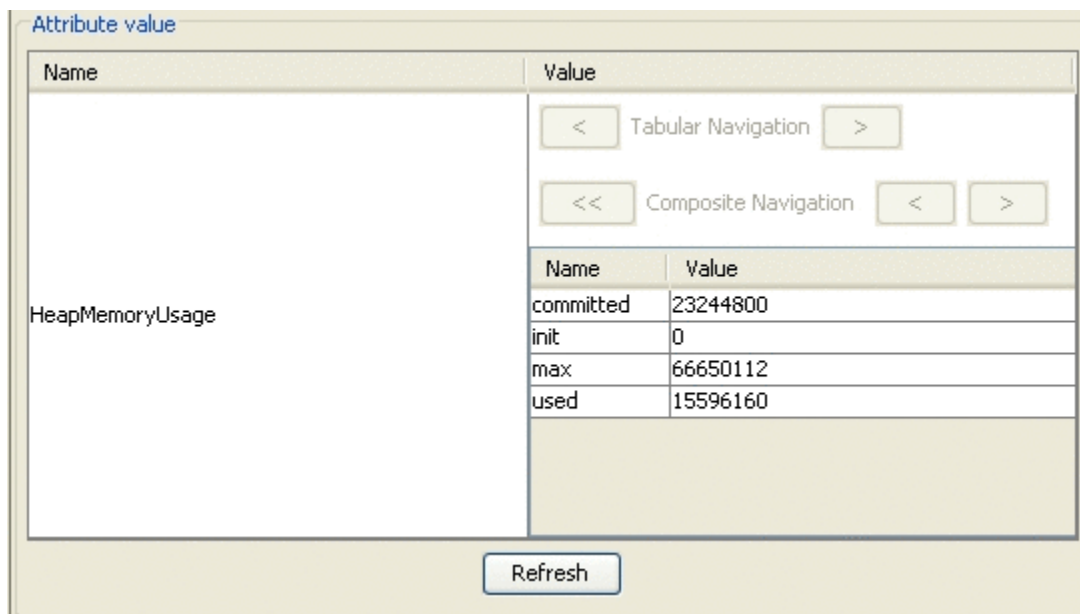 Attribute value
Name Value
< Tabular Navigation >
<< Composite Navigation < >
Name Value
committed 23244800
HeapMemoryUsage
init 0
max 66650112
used 15596160
Refresh